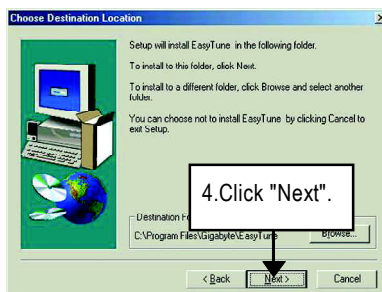 Choose Destination Location
Setup will install EasyTune in the following folder.
To install to this folder, click Next.
To install to a different folder, click Browse and select another
folder.
You can choose not to install EasyTune by clicking Cancel to
exit Setup.
4.Click "Next".
Destination Fo
C:\Program Files\Gigabyte\EasyTune
Browse...
< Back
Next >
Cancel